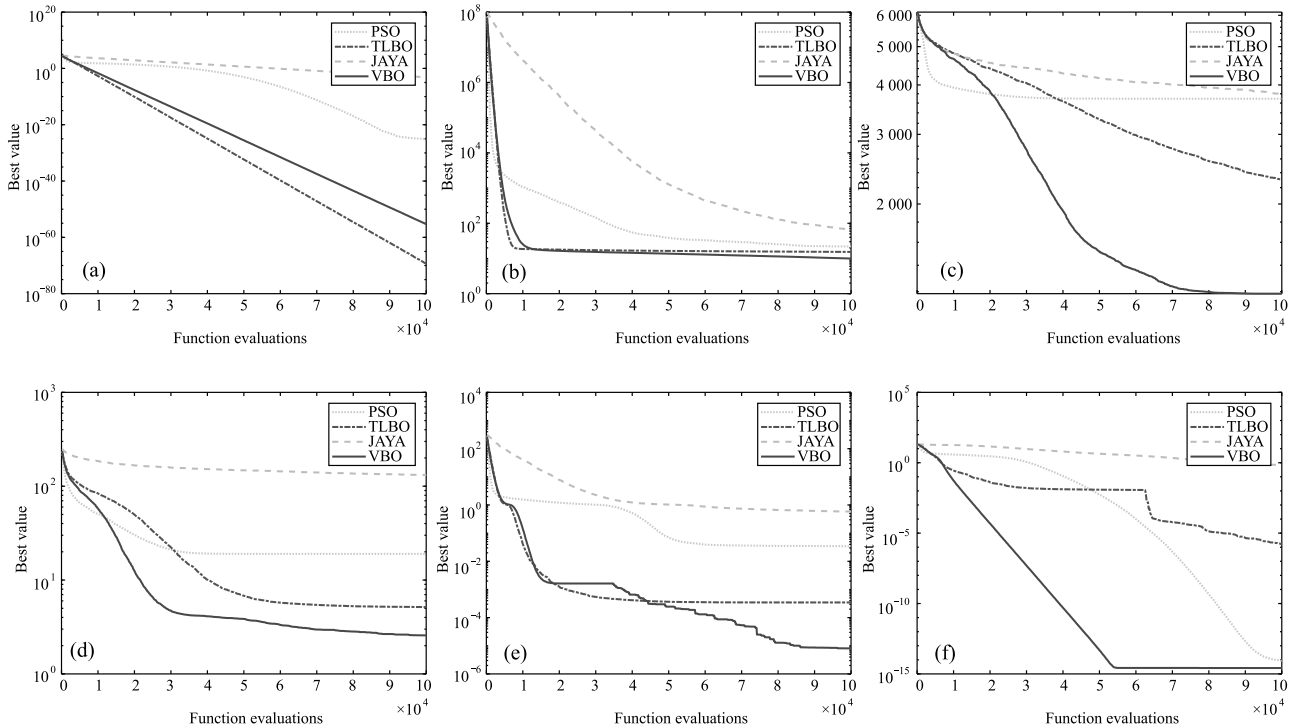 10^20
10^0
10^-20
10^-40
10^-60
10^-80
Best value
PSO
TLBO
JAYA
VBO
(a)
0 1 2 3 4 5 6 7 8 9 10
×10^4
Function evaluations
10^8
10^6
10^4
10^2
10^0
Best value
PSO
TLBO
JAYA
VBO
(b)
0 1 2 3 4 5 6 7 8 9 10
×10^4
Function evaluations
6 000
5 000
4 000
3 000
2 000
Best value
PSO
TLBO
JAYA
VBO
(c)
0 1 2 3 4 5 6 7 8 9 10
×10^4
Function evaluations
10^3
10^2
10^1
10^0
Best value
PSO
TLBO
JAYA
VBO
(d)
0 1 2 3 4 5 6 7 8 9 10
×10^4
Function evaluations
10^4
10^2
10^0
10^-2
10^-4
10^-6
Best value
PSO
TLBO
JAYA
VBO
(e)
0 1 2 3 4 5 6 7 8 9 10
×10^4
Function evaluations
10^5
10^0
10^-5
10^-10
10^-15
Best value
PSO
TLBO
JAYA
VBO
(f)
0 1 2 3 4 5 6 7 8 9 10
×10^4
Function evaluations